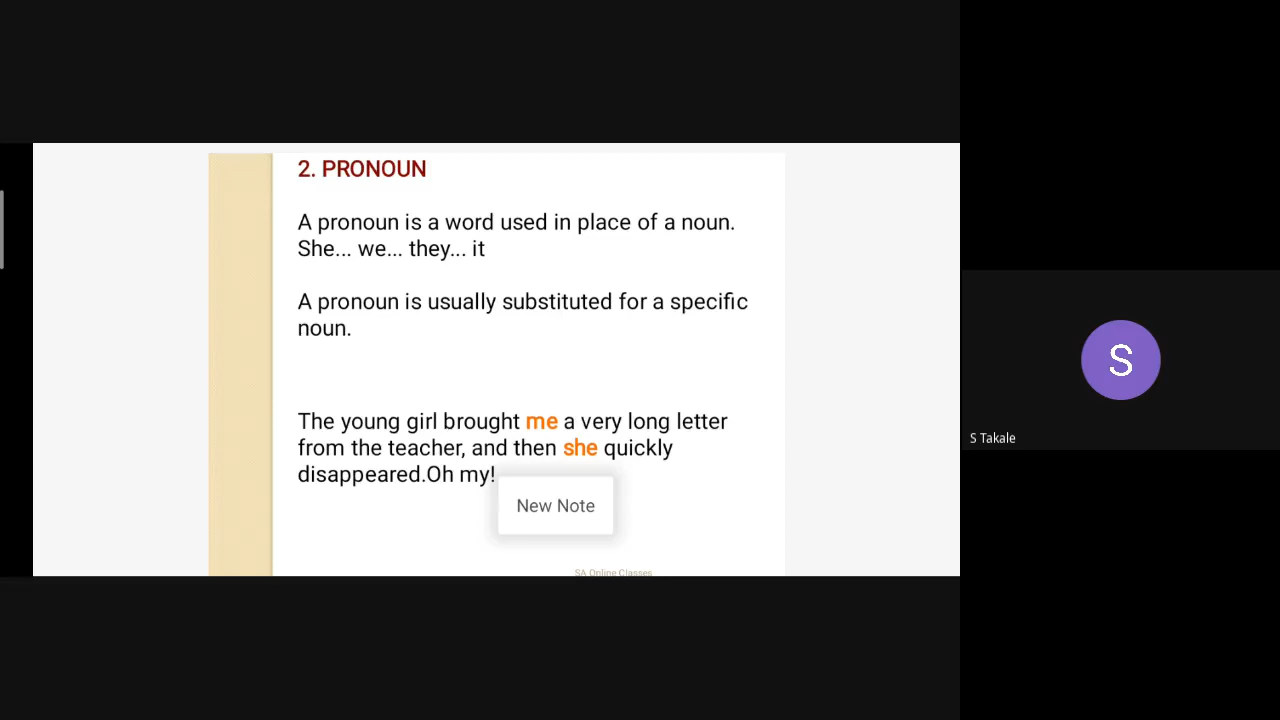 2. PRONOUN
A pronoun is a word used in place of a noun.
She... we... they... it
A pronoun is usually substituted for a specific
noun.
The young girl brought me a very long letter
from the teacher, and then she quickly
disappeared.Oh my!
New Note
SA Online Classes
S
S Takale